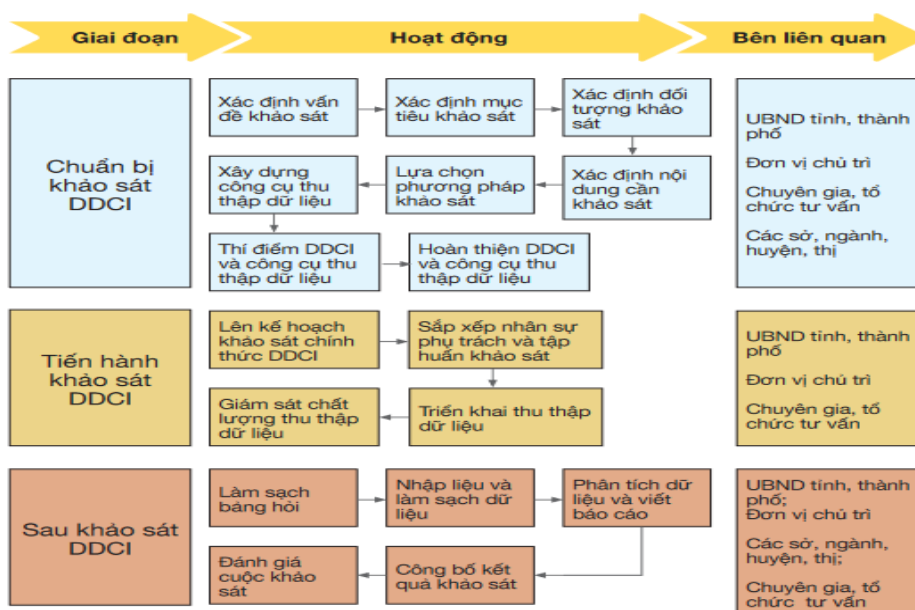 Giai đoạn
Hoạt động
Bên liên quan
Chuẩn bị
khảo sát
DDCI
Xác định vấn
đề khảo sát
Xác định mục
tiêu khảo sát
Xác định đối
tượng khảo
sát
Xác định nội
dung cần
khảo sát
Lựa chọn
phương pháp
khảo sát
Xây dựng
công cụ thu
thập dữ liệu
Thí điểm DDCI
và công cụ thu
thập dữ liệu
Hoàn thiện DDCI
và công cụ thu
thập dữ liệu
UBND tỉnh, thành
phố
Đơn vị chủ trì
Chuyên gia, tổ
chức tư vấn
Các sở, ngành,
huyện, thị
Tiến hành
khảo sát
DDCI
Lên kế hoạch
khảo sát chính
thức DDCI
Sắp xếp nhân sự
phụ trách và tập
huấn khảo sát
Triển khai thu thập
dữ liệu
Giám sát chất
lượng thu thập
dữ liệu
UBND tỉnh, thành
phố
Đơn vị chủ trì
Chuyên gia, tổ
chức tư vấn
Sau khảo sát
DDCI
Làm sạch
bảng hỏi
Nhập liệu và
làm sạch dữ
liệu
Phân tích dữ
liệu và viết
báo cáo
Công bố kết
quả khảo sát
Đánh giá
cuộc khảo
sát
UBND tỉnh, thành
phố;
Đơn vị chủ trì
Các sở, ngành,
huyện, thị;
Chuyên gia, tổ
chức tư vấn